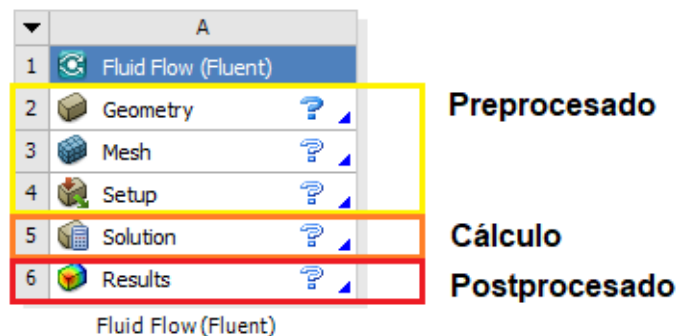 A
1 Fluid Flow (Fluent)
2 Geometry ?
Preprocesado
3 Mesh ?
4 Setup ?
5 Solution ?
Cálculo
6 Results ?
Postprocesado
Fluid Flow (Fluent)